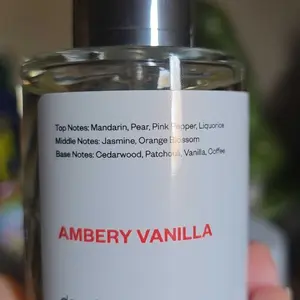 Top Notes: Mandarin, Pear, Pink Pepper, Liquorice
Middle Notes: Jasmine, Orange Blossom
Base Notes: Cedarwood, Patchouli, Vanilla, Coffee
AMBERY VANILLA